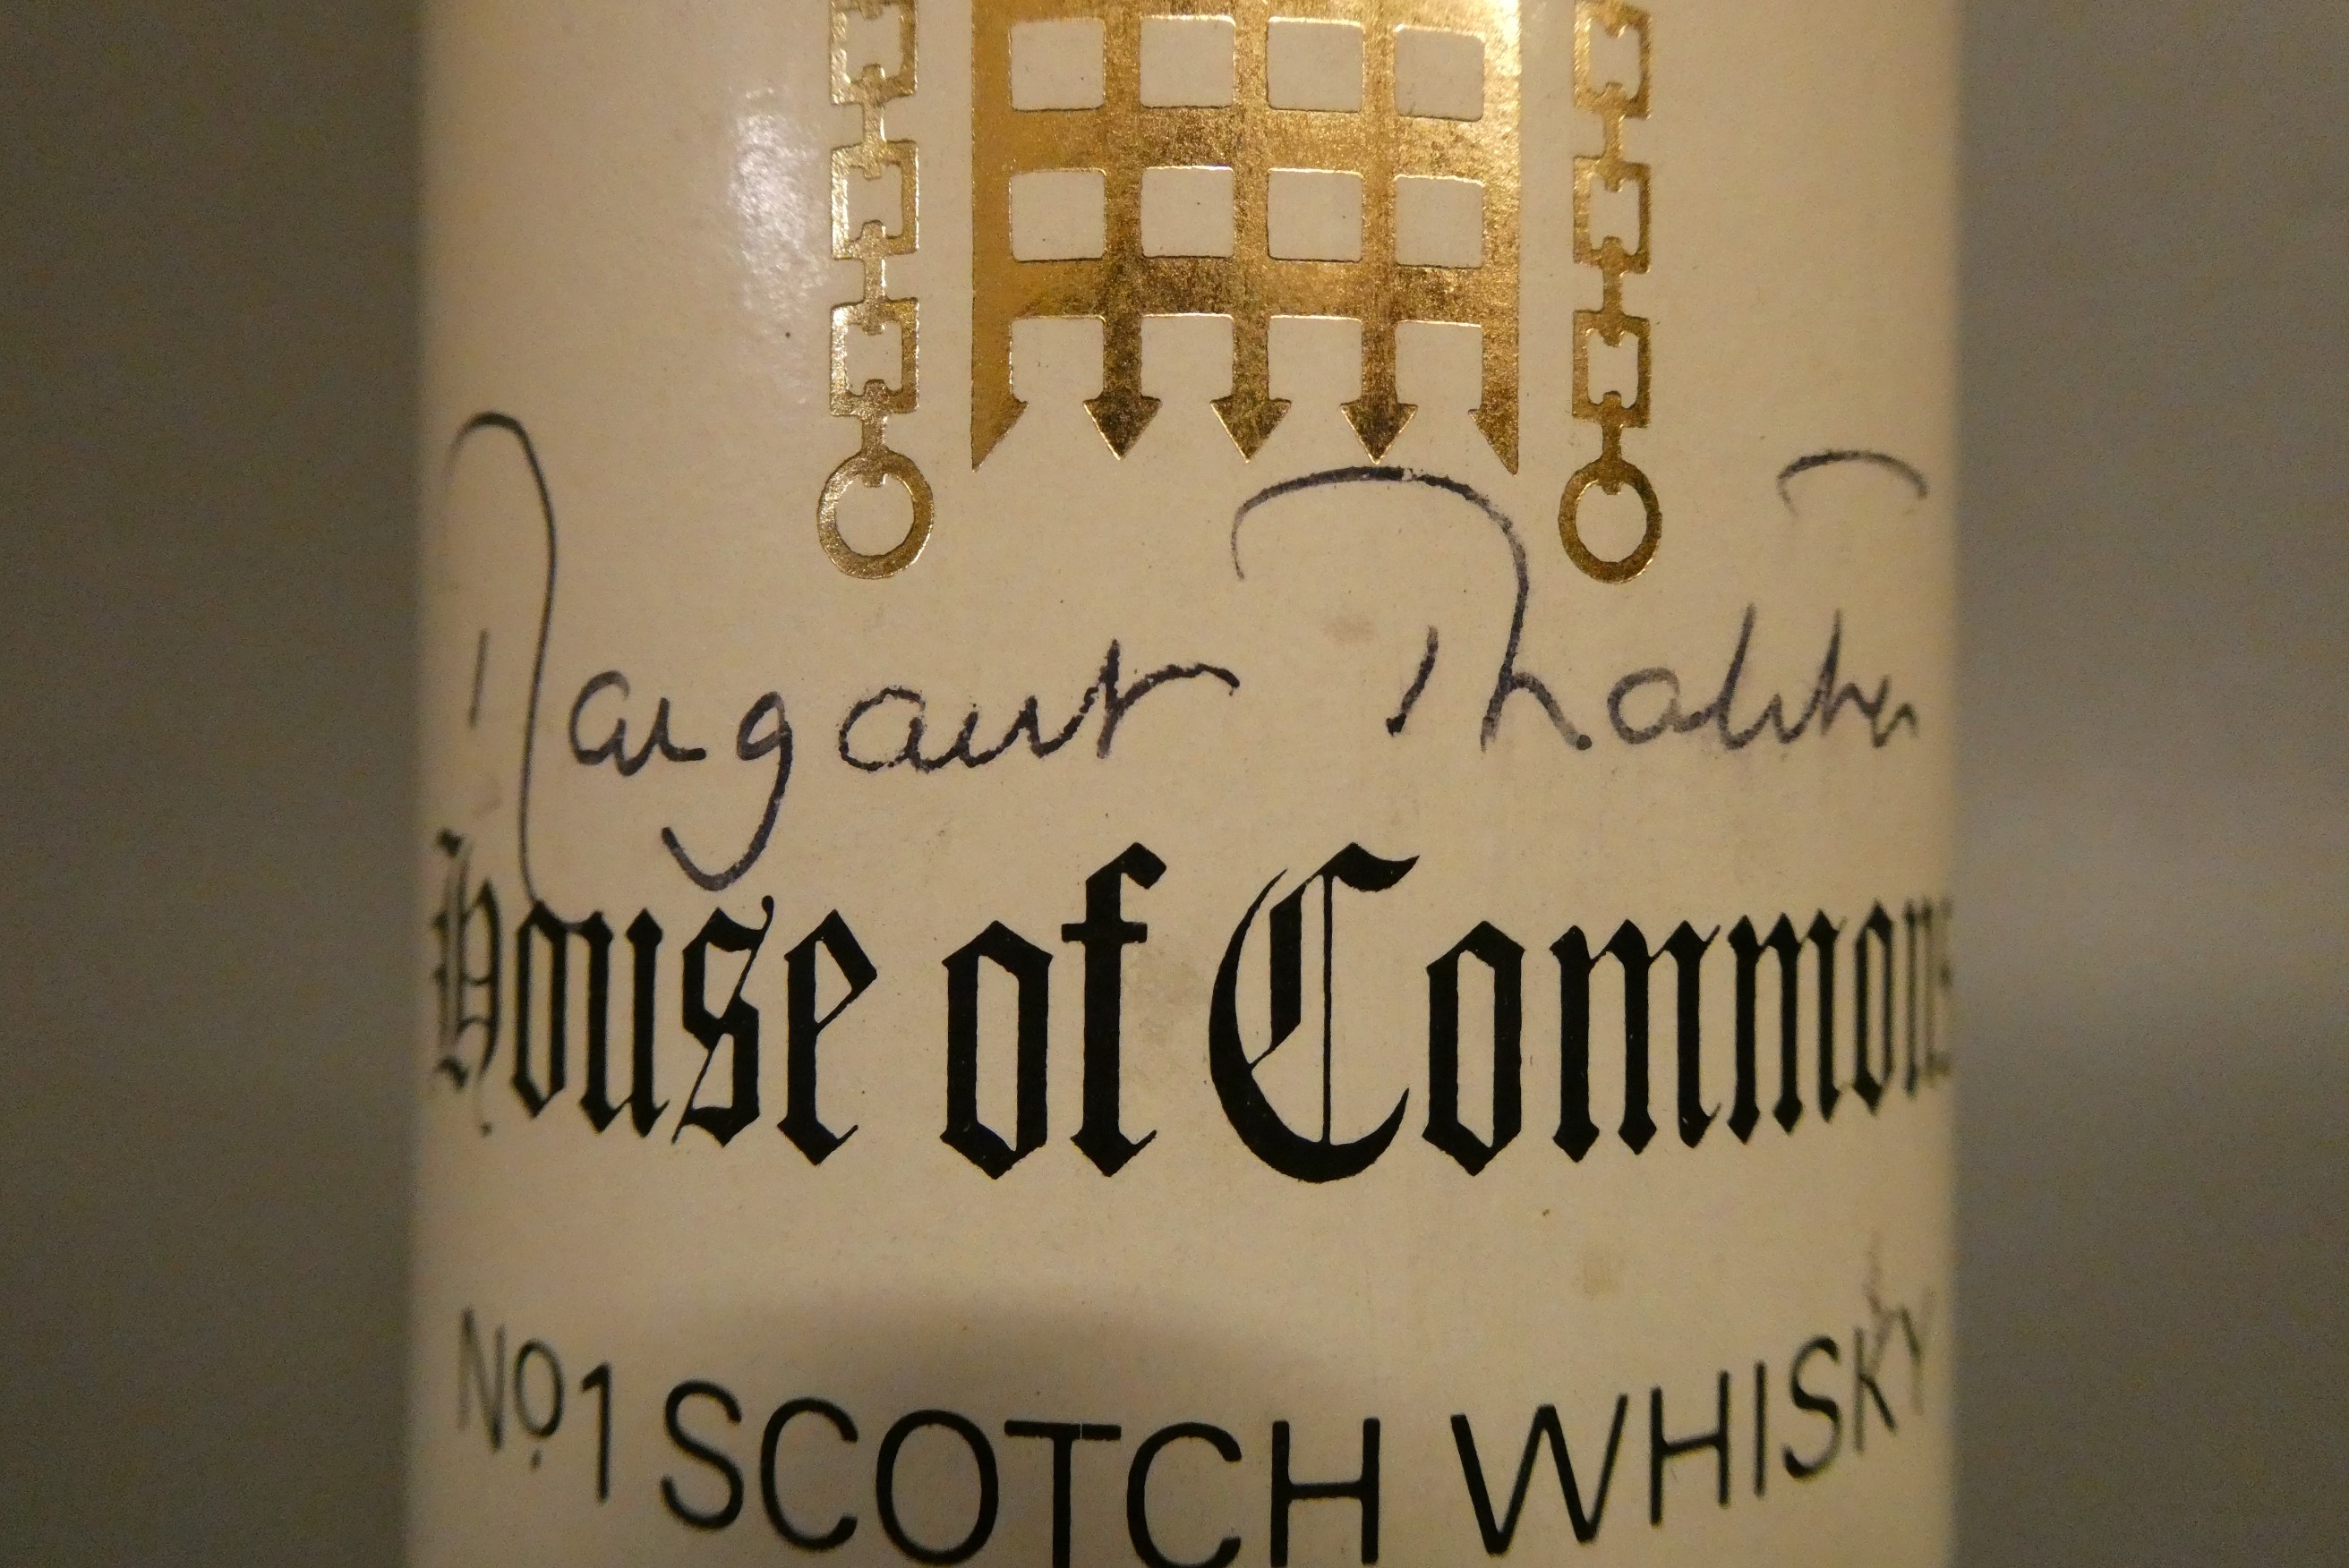 Margaret Thatcher
House of Commons
No1 SCOTCH WHISKY